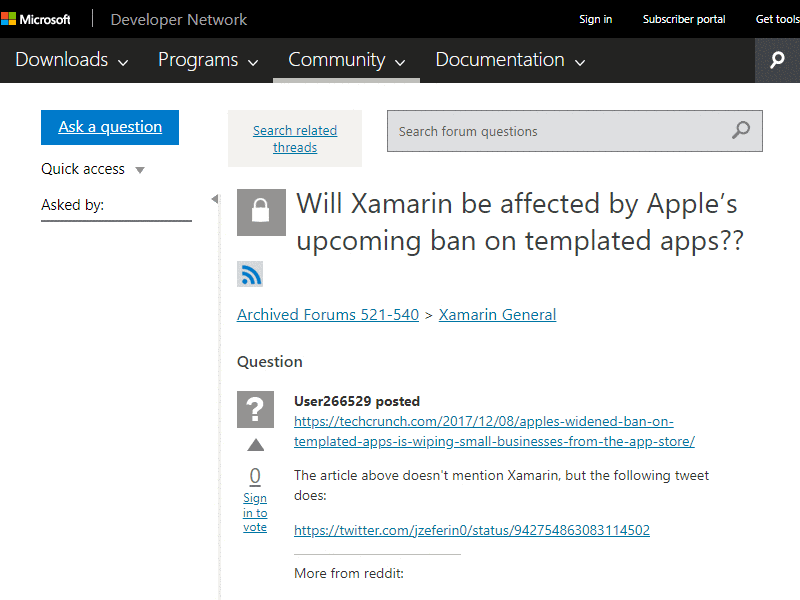 Microsoft
Developer Network
Sign in
Subscriber portal
Get tools
Downloads
Programs
Community
Documentation
Ask a question
Search related
threads
Search forum questions
Quick access
Asked by:
Will Xamarin be affected by Apple’s
upcoming ban on templated apps??
Archived Forums 521-540 > Xamarin General
Question
?
User266529 posted
https://techcrunch.com/2017/12/08/apples-widened-ban-on-
templated-apps-is-wiping-small-businesses-from-the-app-store/
0
Sign
in to
vote
The article above doesn't mention Xamarin, but the following tweet
does:
https://twitter.com/jzeferin0/status/942754863083114502
More from reddit: